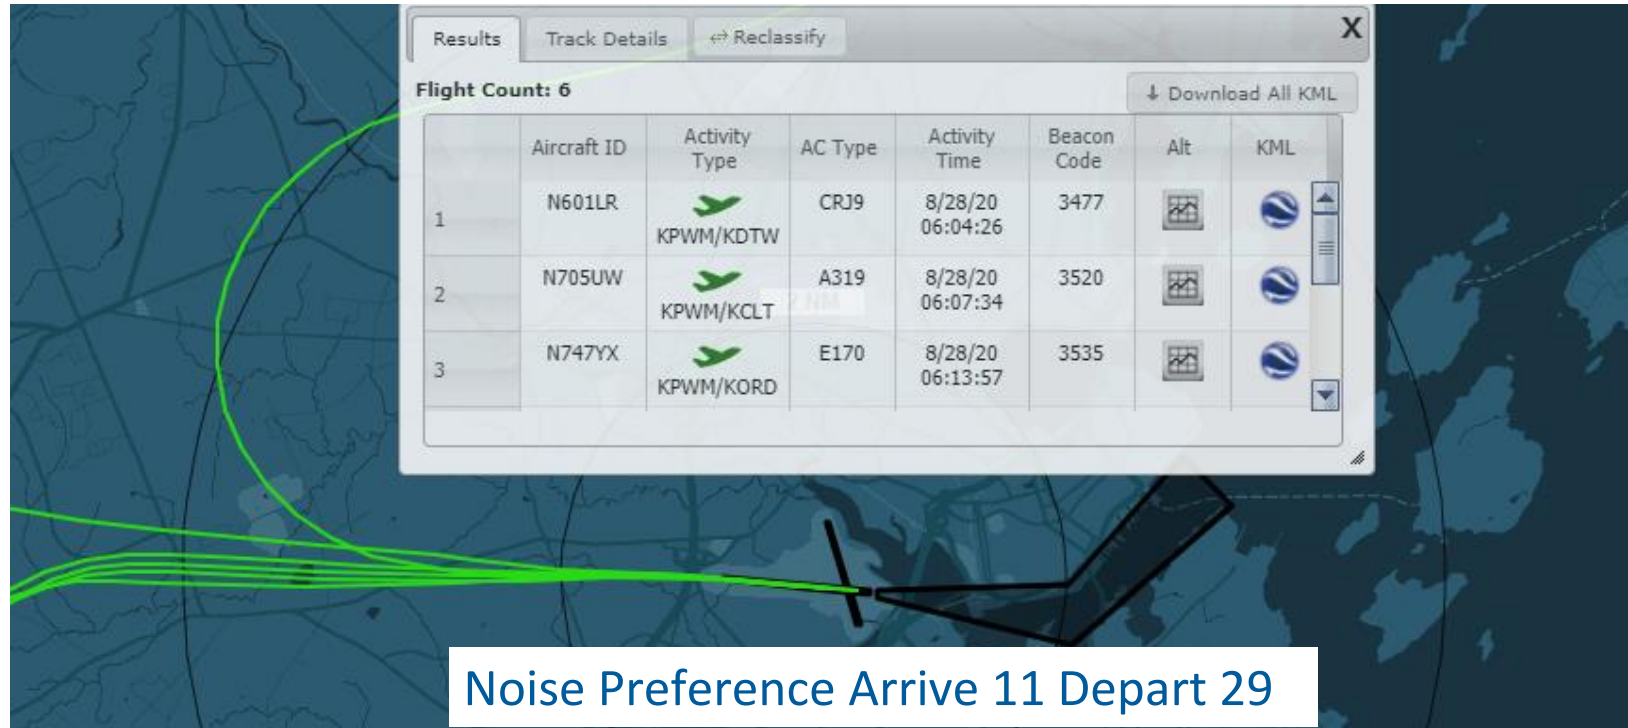 Results Track Details ⇄ Reclassify X
Flight Count: 6 ⬇ Download All KML
Aircraft ID Activity Type AC Type Activity Time Beacon Code Alt KML
1 N601LR KPWM/KDTW CRJ9 8/28/20 06:04:26 3477
2 N705UW KPWM/KCLT A319 8/28/20 06:07:34 3520
2 NM
3 N747YX KPWM/KORD E170 8/28/20 06:13:57 3535
Noise Preference Arrive 11 Depart 29